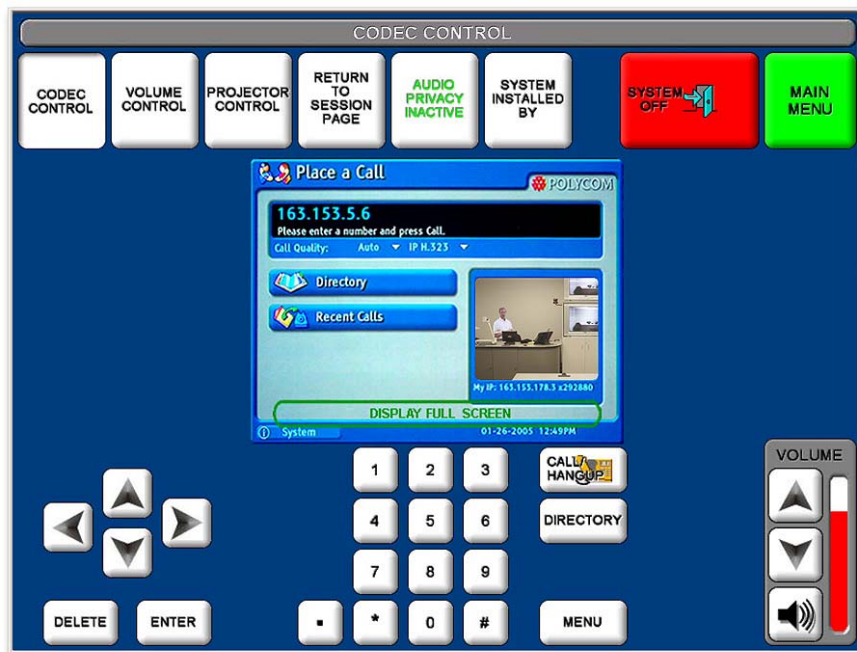 CODEC CONTROL
CODEC
CONTROL
VOLUME
CONTROL
PROJECTOR
CONTROL
RETURN
TO
SESSION
PAGE
AUDIO
PRIVACY
INACTIVE
SYSTEM
INSTALLED
BY
SYSTEM
OFF
MAIN
MENU
Place a Call
POLYCOM
163.153.5.6
Please enter a number and press Call.
Call Quality: Auto IP H.323
Directory
Recent Calls
My IP: 163.153.178.3 x292880
DISPLAY FULL SCREEN
System 01-26-2005 12:49PM
1 2 3
CALL/
HANGUP
4 5 6
DIRECTORY
7 8 9
DELETE
ENTER
. * 0 #
MENU
VOLUME